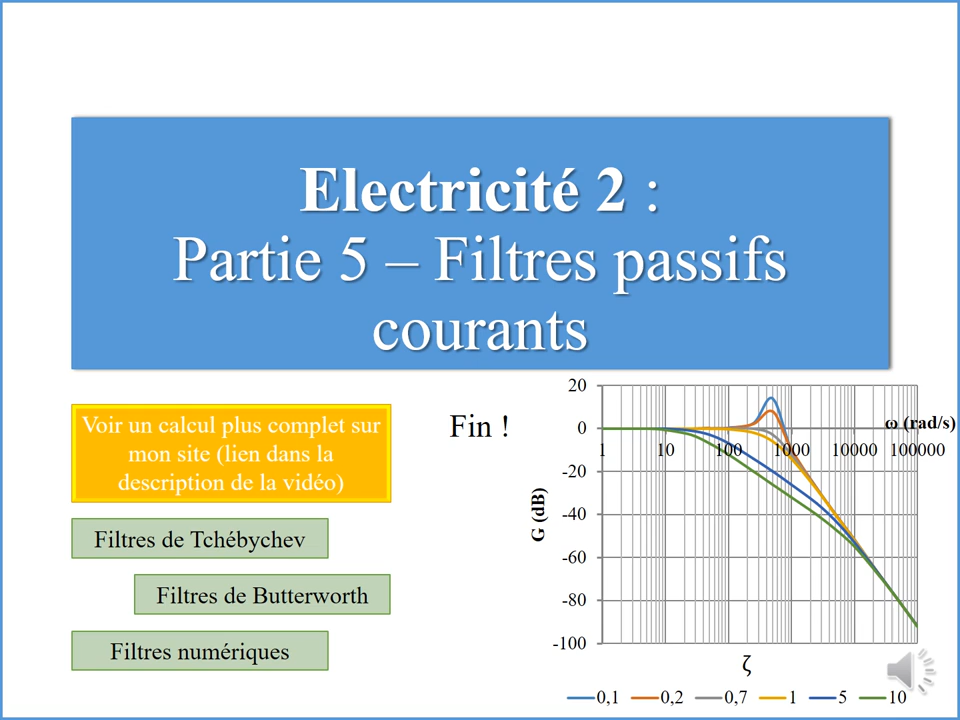 Electricité 2 :
Partie 5 – Filtres passifs
courants
Voir un calcul plus complet sur
mon site (lien dans la
description de la vidéo)
Filtres de Tchébychev
Filtres de Butterworth
Filtres numériques
Fin !
20
0
-20
-40
-60
-80
-100
G (dB)
ω (rad/s)
1 10 100 1000 10000 100000
ζ
0,1 0,2 0,7 1 5 10